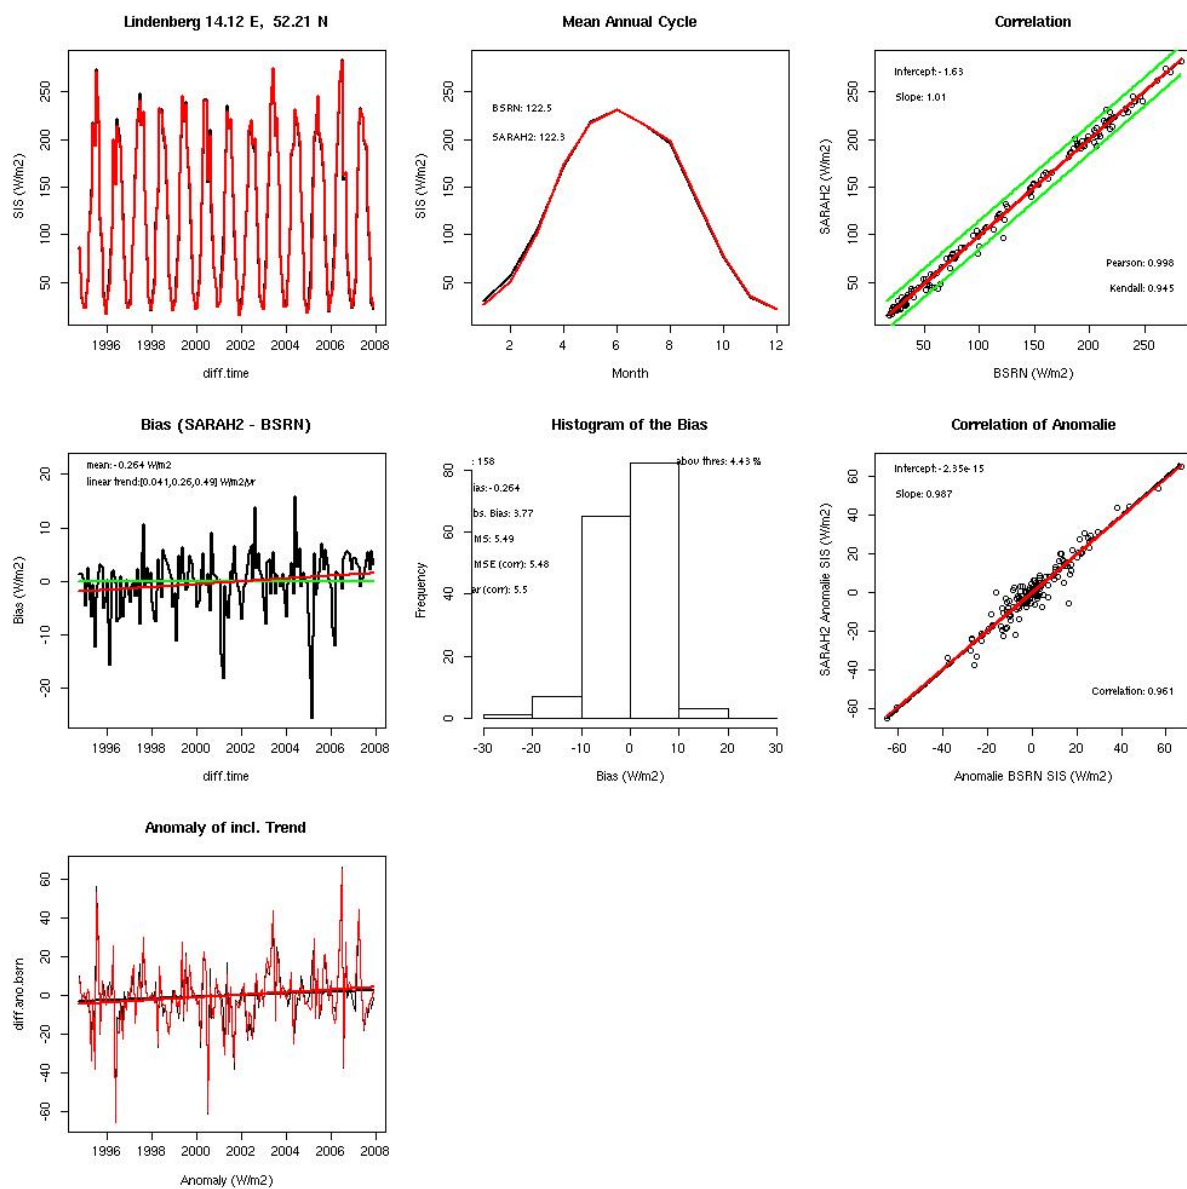 Lindenberg 14.12 E, 52.21 N
SIS (W/m2)
50 100 150 200 250
1996 1998 2000 2002 2004 2006 2008
diff.time
Mean Annual Cycle
BSRN: 122.5
SARAH2: 122.3
SIS (W/m2)
50 100 150 200 250
2 4 6 8 10 12
Month
Correlation
Intercept: -1.63
Slope: 1.01
Pearson: 0.998
Kendall: 0.945
SARAH2 (W/m2)
50 100 150 200 250
50 100 150 200 250
BSRN (W/m2)
Bias (SARAH2 - BSRN)
mean: -0.264 W/m2
linear trend:[0.041,0.26,0.49] W/m2/yr
Bias (W/m2)
-20 -10 0 10 20
1996 1998 2000 2002 2004 2006 2008
diff.time
Histogram of the Bias
: 158
abov thres: 4.43 %
ias: -0.264
bs. Bias: 3.77
MS: 5.49
MSE (corr): 5.48
ar (corr): 5.5
Frequency
0 20 40 60 80
-30 -20 -10 0 10 20 30
Bias (W/m2)
Correlation of Anomalie
Intercept: -2.35e-15
Slope: 0.987
Correlation: 0.961
SARAH2 Anomalie SIS (W/m2)
-60 -40 -20 0 20 40 60
-60 -40 -20 0 20 40 60
Anomalie BSRN SIS (W/m2)
Anomaly of incl. Trend
diff.ano.bsrn
-60 -40 -20 0 20 40 60
1996 1998 2000 2002 2004 2006 2008
Anomaly (W/m2)